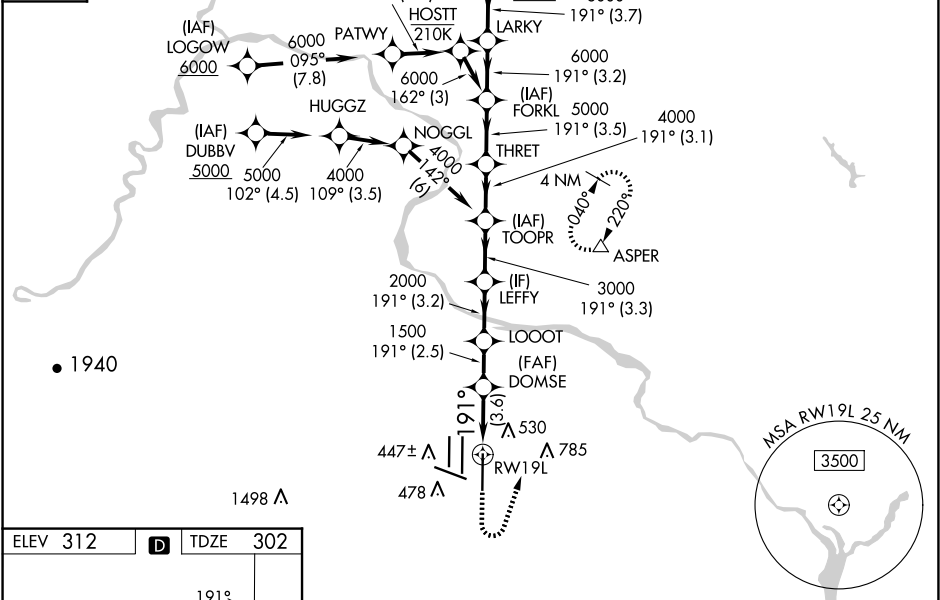 191° (3.7)
HOSTT
210K
LARKY
(IAF)
LOGOW
6000
6000
095°
(7.8)
PATWY
6000
162° (3)
6000
191° (3.2)
(IAF)
FORKL
5000
191° (3.5)
4000
191° (3.1)
HUGGZ
NOGGL
THRET
(IAF)
DUBBV
5000
5000
102° (4.5)
4000
109° (3.5)
4000
142°
(6)
4 NM
040°
220°
ASPER
(IAF)
TOOPR
(IF)
LEFFY
3000
191° (3.3)
2000
191° (3.2)
LOOOT
1500
191° (2.5)
(FAF)
DOMSE
1940
191°
(3.6)
530
447±
785
RW19L
478
1498
MSA RW19L 25 NM
3500
ELEV 312
D
TDZE 302
191°